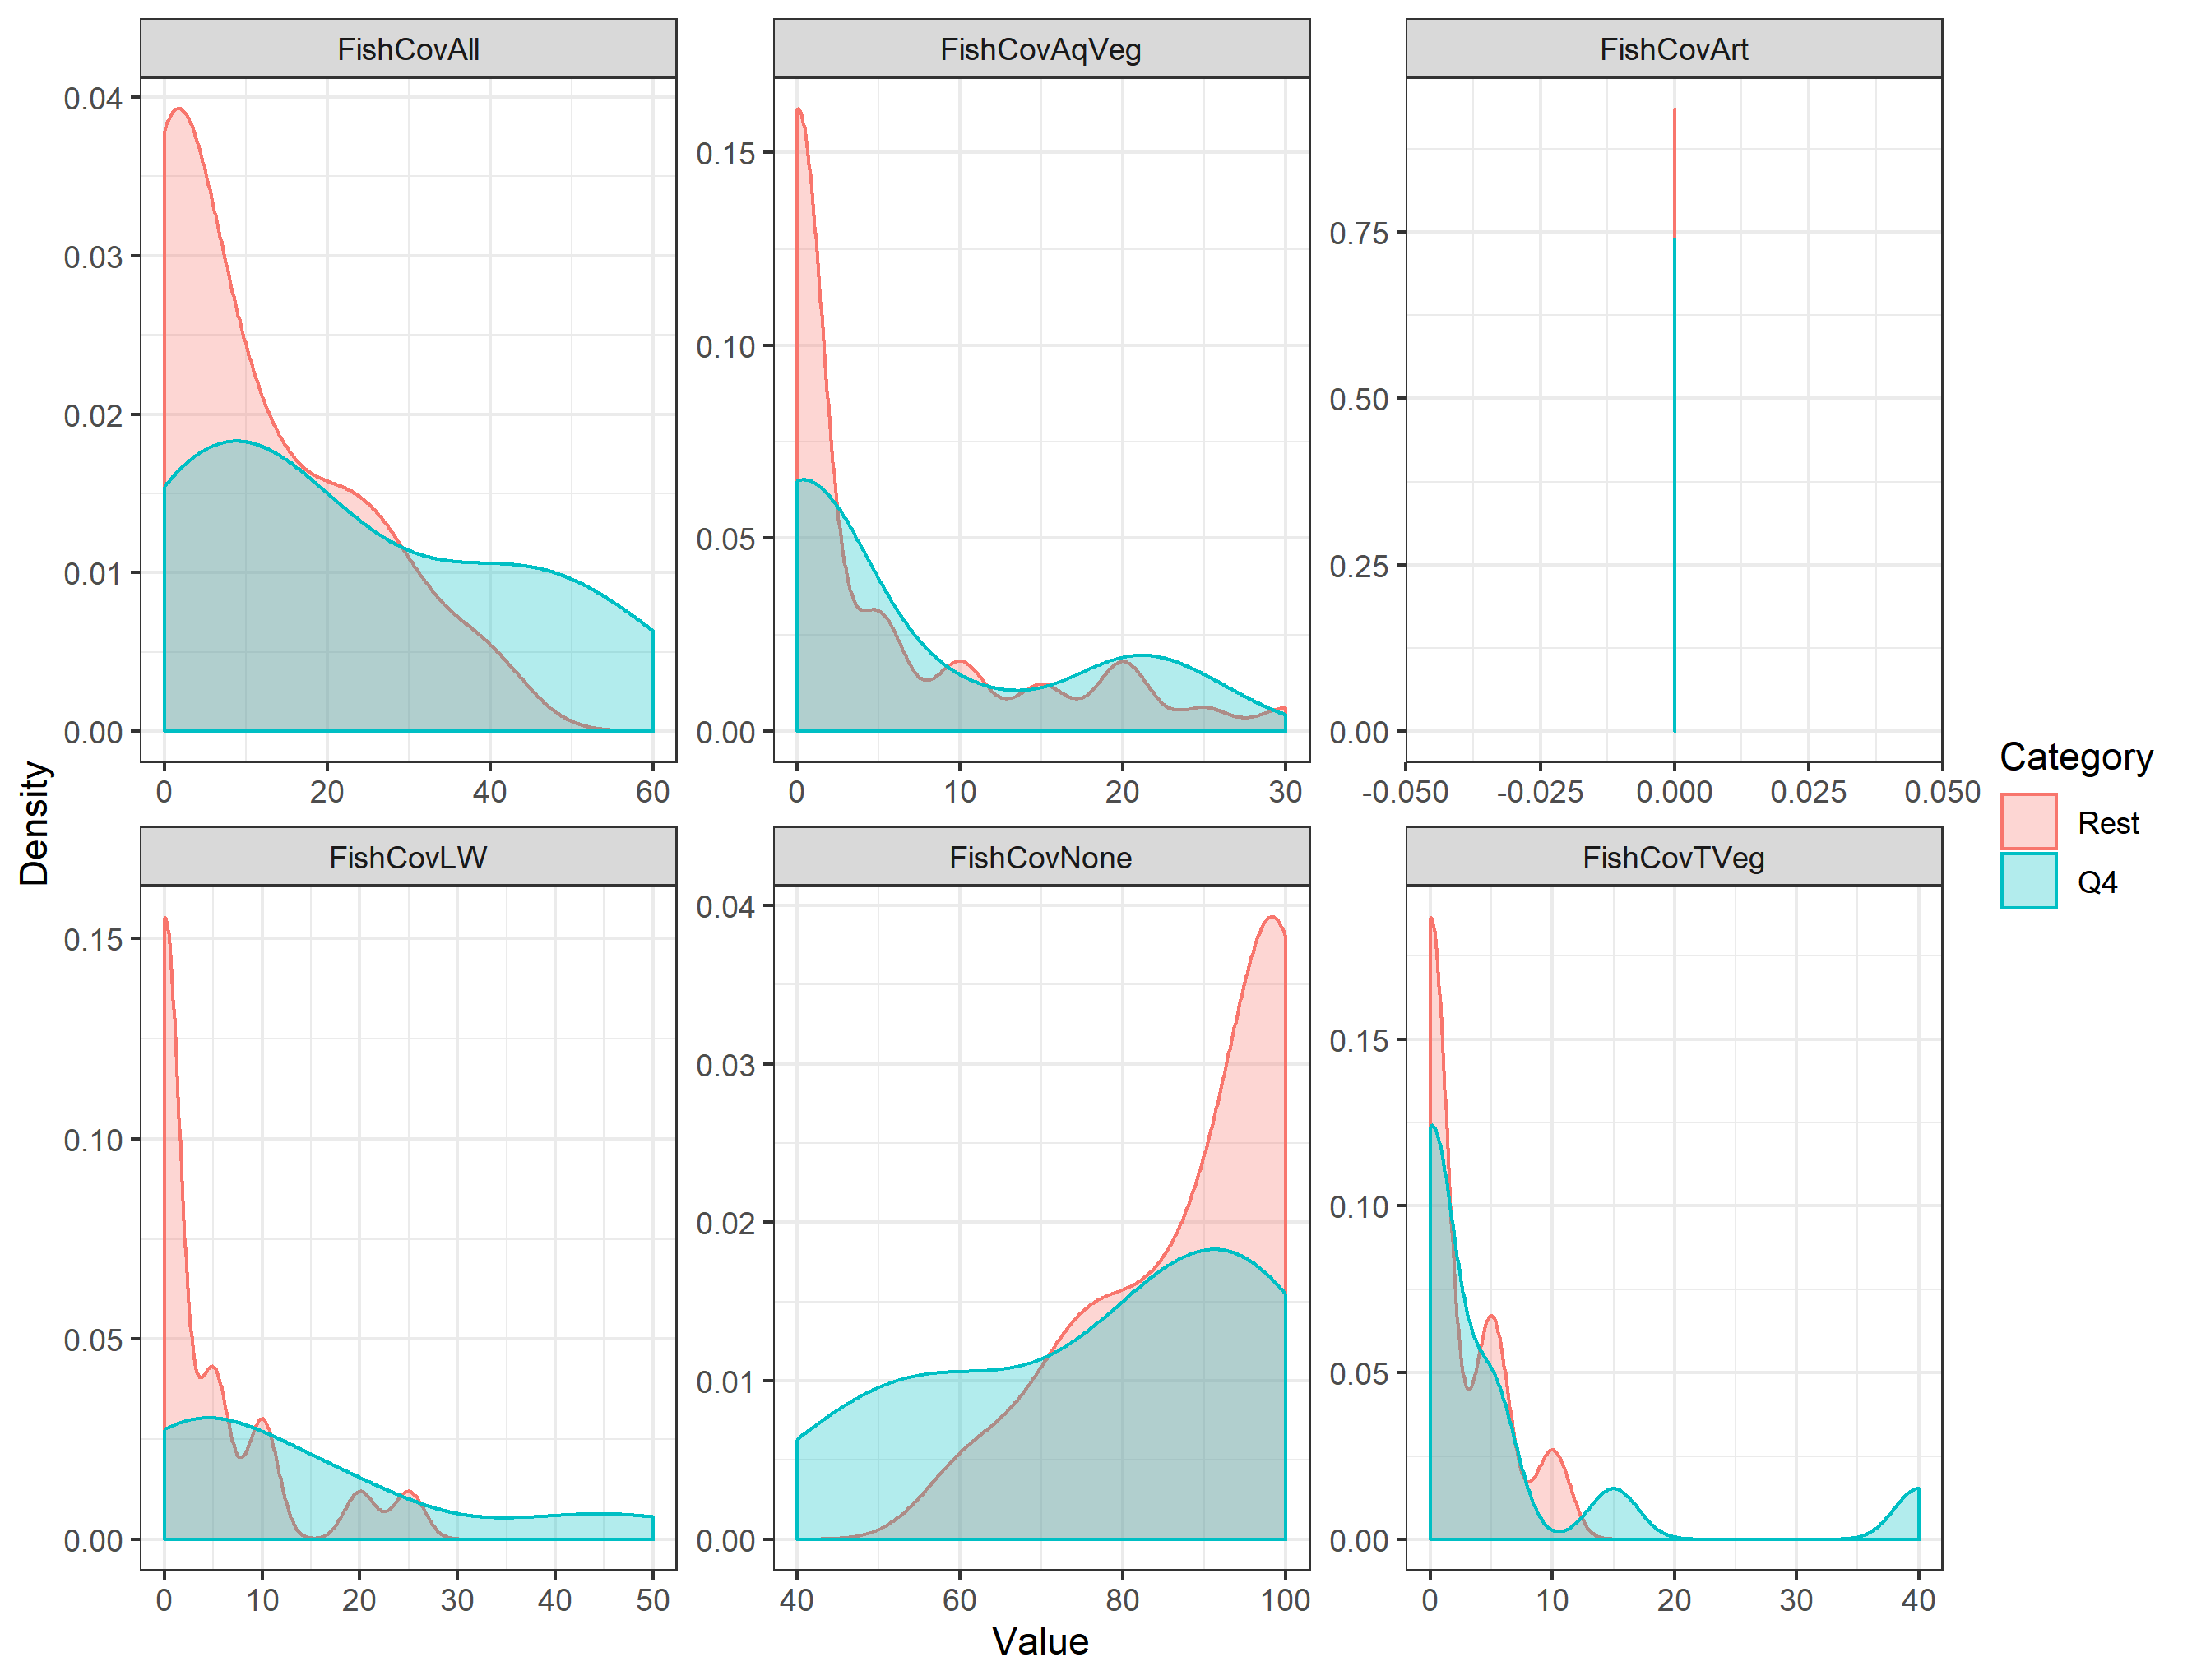 FishCovAll FishCovAqVeg FishCovArt
0.04
0.03
0.02
0.01
0.00
0 20 40 60
0.15
0.10
0.05
0.00
0 10 20 30
0.75
0.50
0.25
0.00
-0.050 -0.025 0.000 0.025 0.050
FishCovLW FishCovNone FishCovTVeg
0.15
0.10
0.05
0.00
0 10 20 30 40 50
0.04
0.03
0.02
0.01
0.00
40 60 80 100
0.15
0.10
0.05
0.00
0 10 20 30 40
Density
Value
Category
Rest
Q4